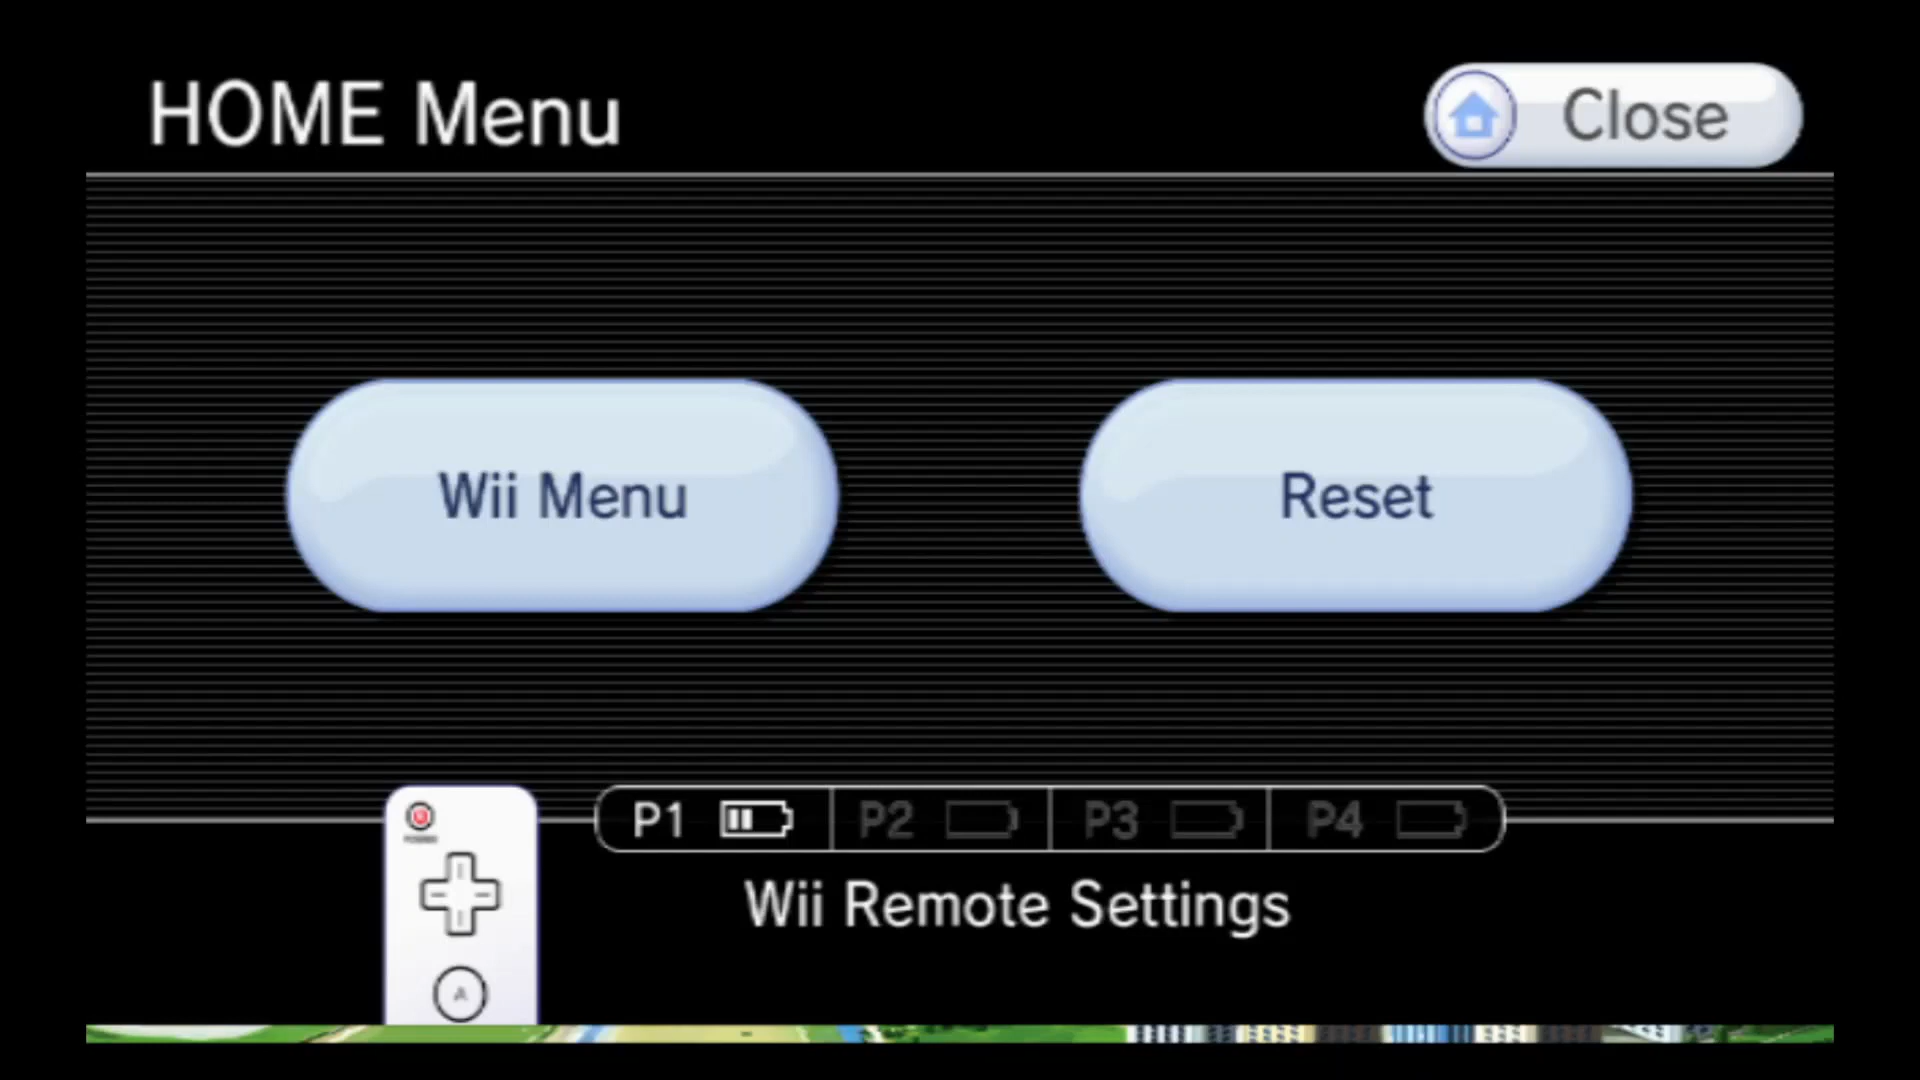 HOME Menu
Close
Wii Menu
Reset
P1
P2
P3
P4
Wii Remote Settings
A